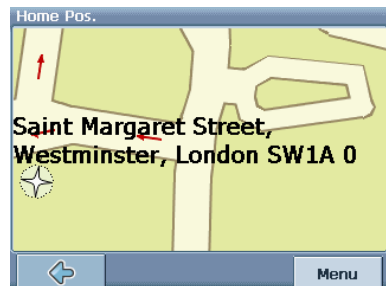 Home Pos.
Saint Margaret Street,
Westminster, London SW1A 0
Menu